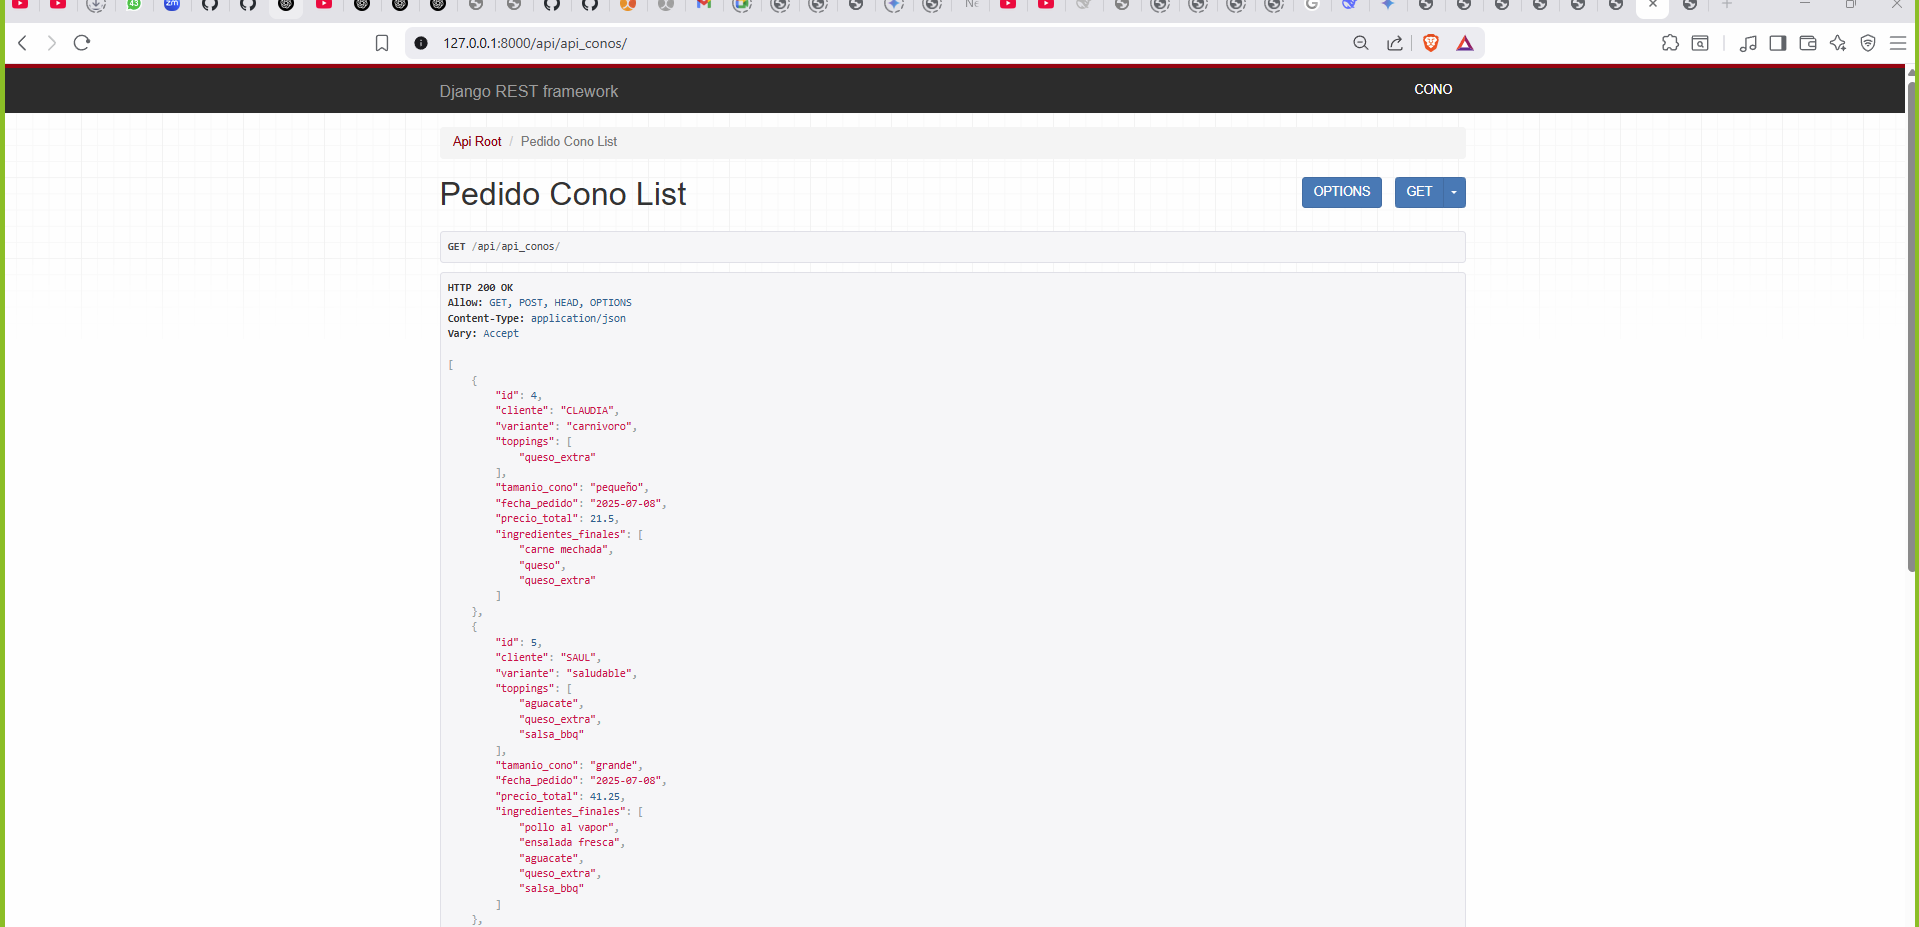 43
zm
127.0.0.1:8000/api/api_conos/
Django REST framework
CONO
Api Root / Pedido Cono List
Pedido Cono List
OPTIONS
GET
GET /api/api_conos/
HTTP 200 OK
Allow: GET, POST, HEAD, OPTIONS
Content-Type: application/json
Vary: Accept
[
{
"id": 4,
"cliente": "CLAUDIA",
"variante": "carnivoro",
"toppings": [
"queso_extra"
],
"tamanio_cono": "pequeño",
"fecha_pedido": "2025-07-08",
"precio_total": 21.5,
"ingredientes_finales": [
"carne mechada",
"queso",
"queso_extra"
]
},
{
"id": 5,
"cliente": "SAUL",
"variante": "saludable",
"toppings": [
"aguacate",
"queso_extra",
"salsa_bbq"
],
"tamanio_cono": "grande",
"fecha_pedido": "2025-07-08",
"precio_total": 41.25,
"ingredientes_finales": [
"pollo al vapor",
"ensalada fresca",
"aguacate",
"queso_extra",
"salsa_bbq"
]
},